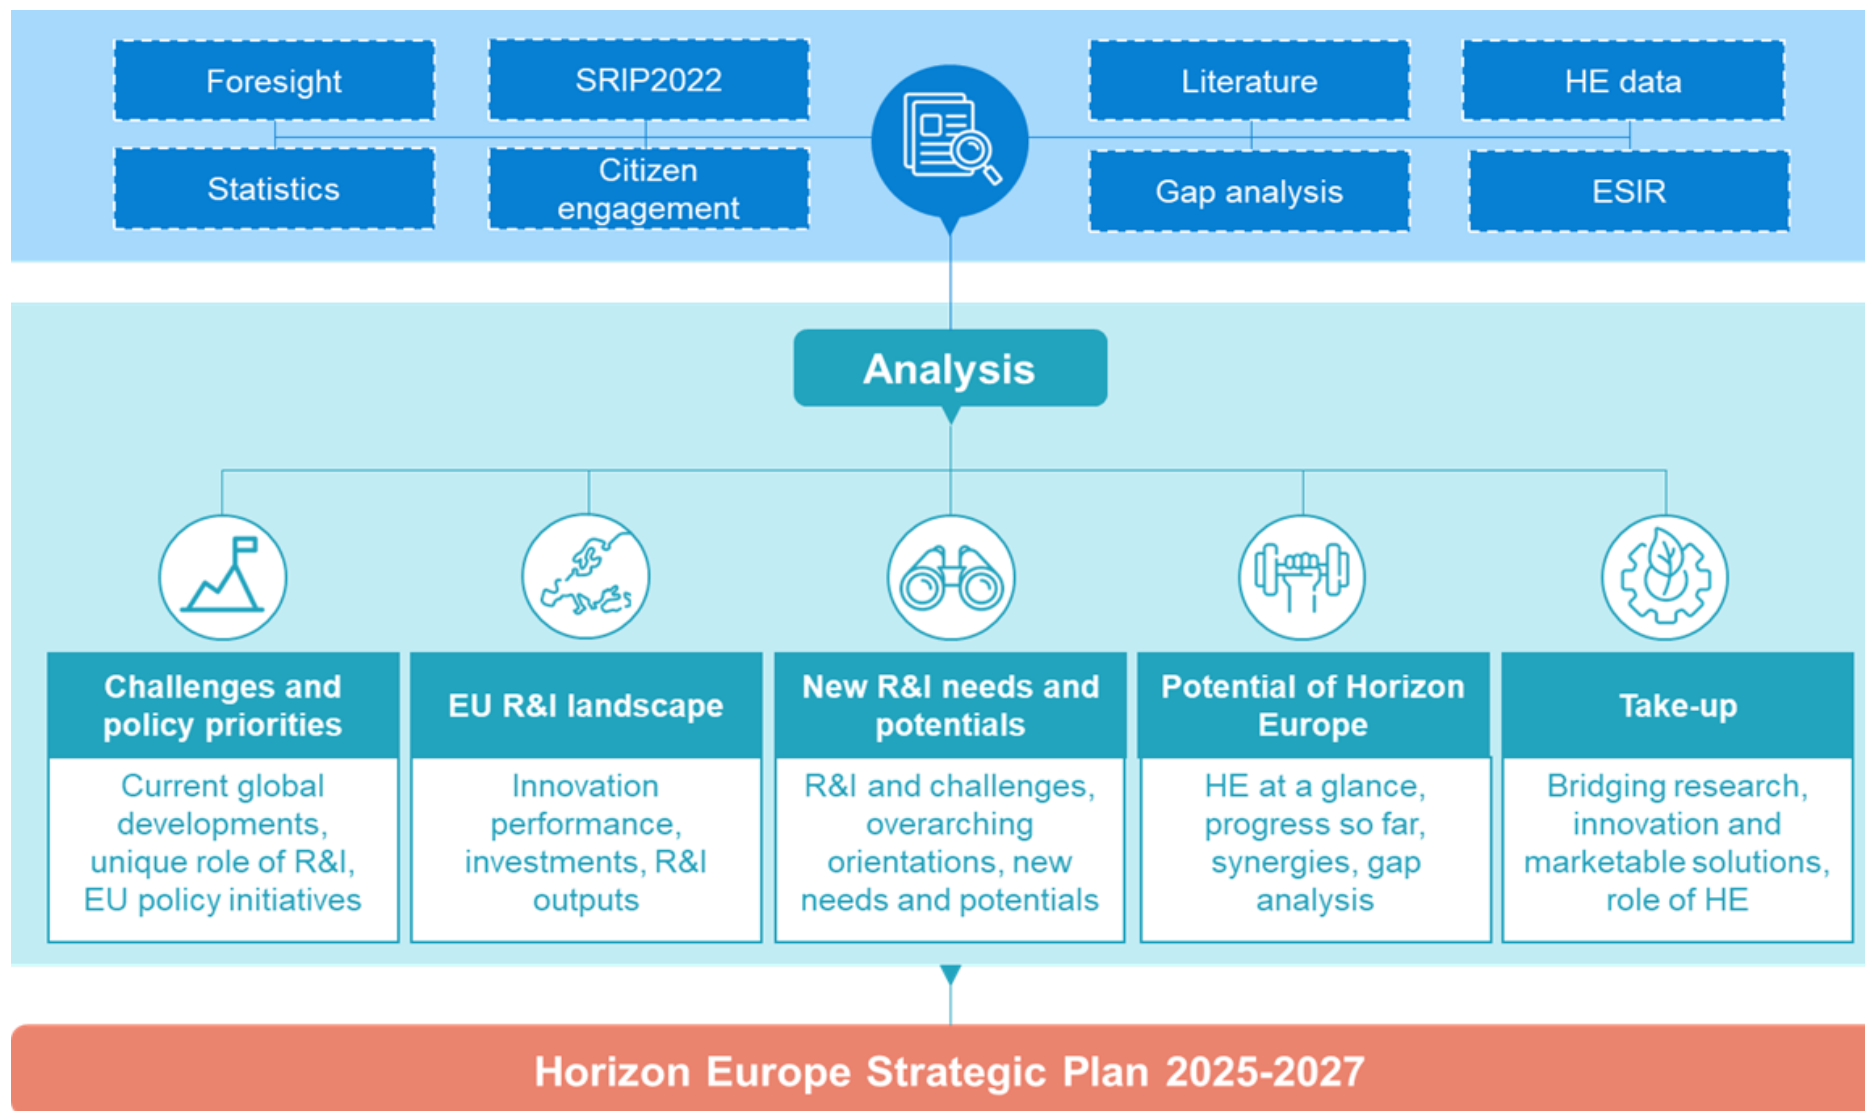 Foresight
SRIP2022
Literature
HE data
Statistics
Citizen
engagement
Gap analysis
ESIR
Analysis
Challenges and
policy priorities
Current global
developments,
unique role of R&I,
EU policy initiatives
EU R&I landscape
Innovation
performance,
investments, R&I
outputs
New R&I needs and
potentials
R&I and challenges,
overarching
orientations, new
needs and potentials
Potential of Horizon
Europe
HE at a glance,
progress so far,
synergies, gap
analysis
Take-up
Bridging research,
innovation and
marketable solutions,
role of HE
Horizon Europe Strategic Plan 2025-2027